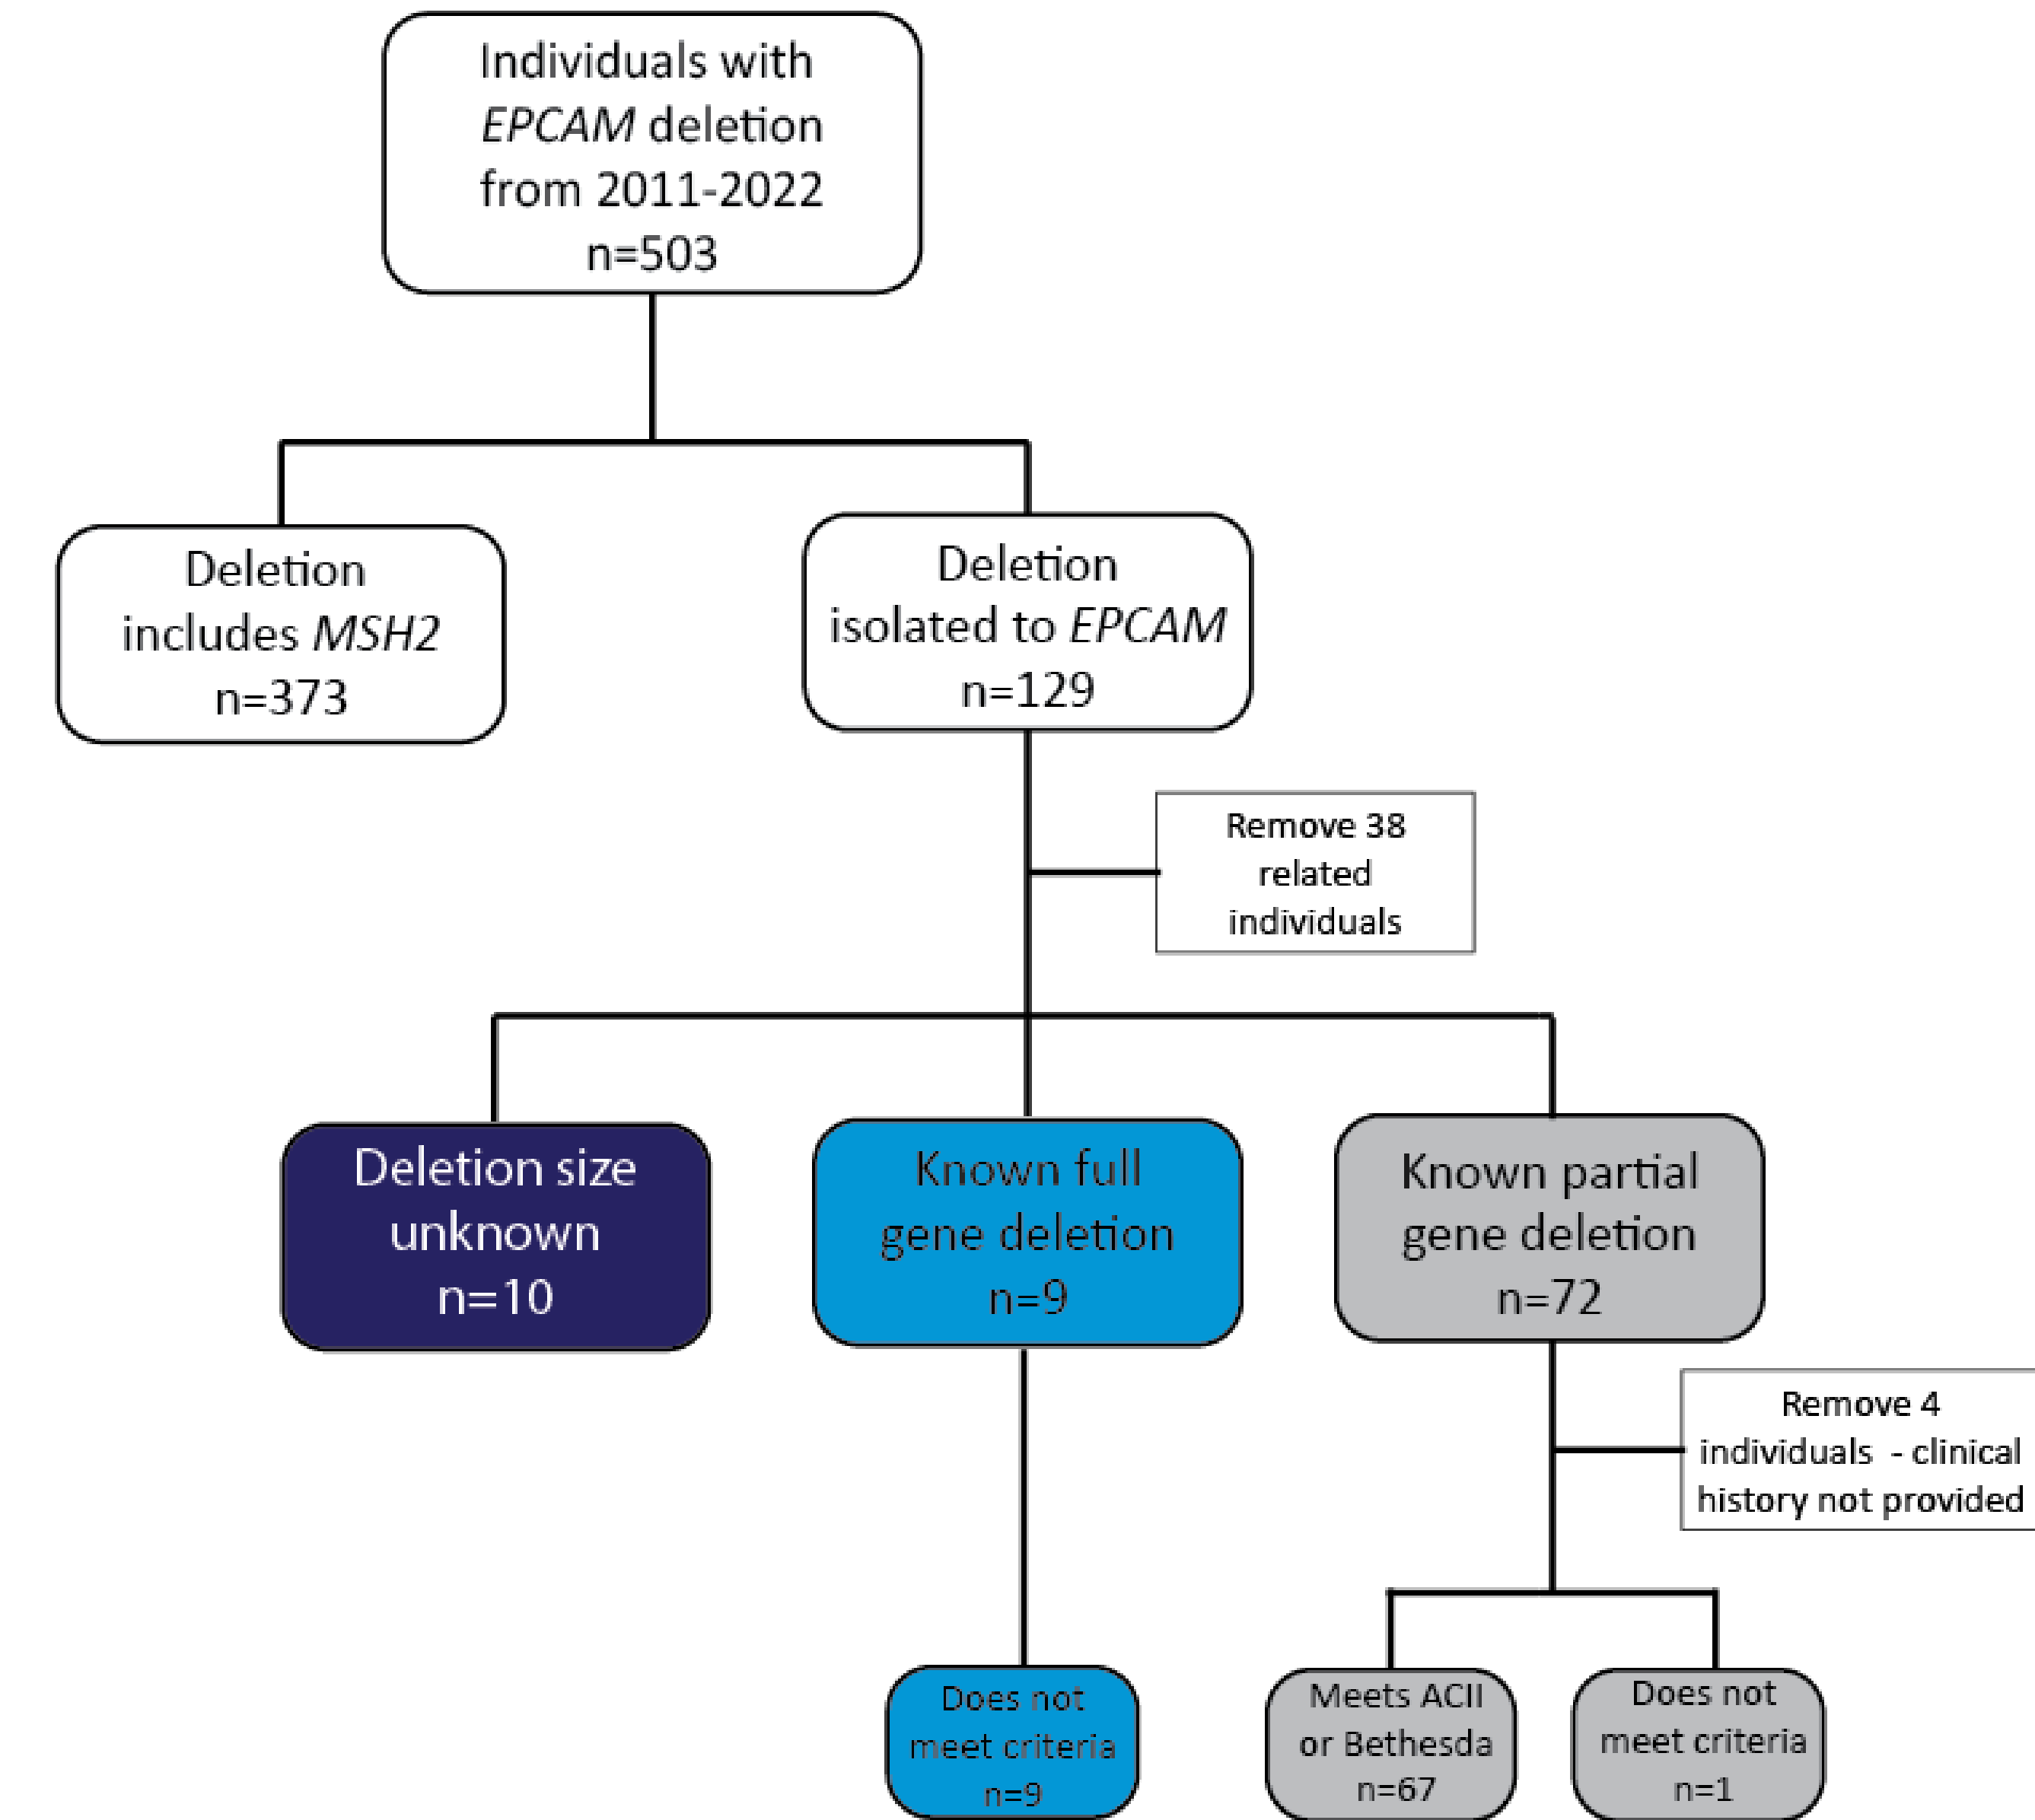 Individuals with
EPCAM deletion
from 2011-2022
n=503
Deletion
includes MSH2
n=373
Deletion
isolated to EPCAM
n=129
Remove 38
related
individuals
Deletion size
unknown
n=10
Known full
gene deletion
n=9
Known partial
gene deletion
n=72
Remove 4
individuals - clinical
history not provided
Does not
meet criteria
n=9
Meets ACII
or Bethesda
n=67
Does not
meet criteria
n=1